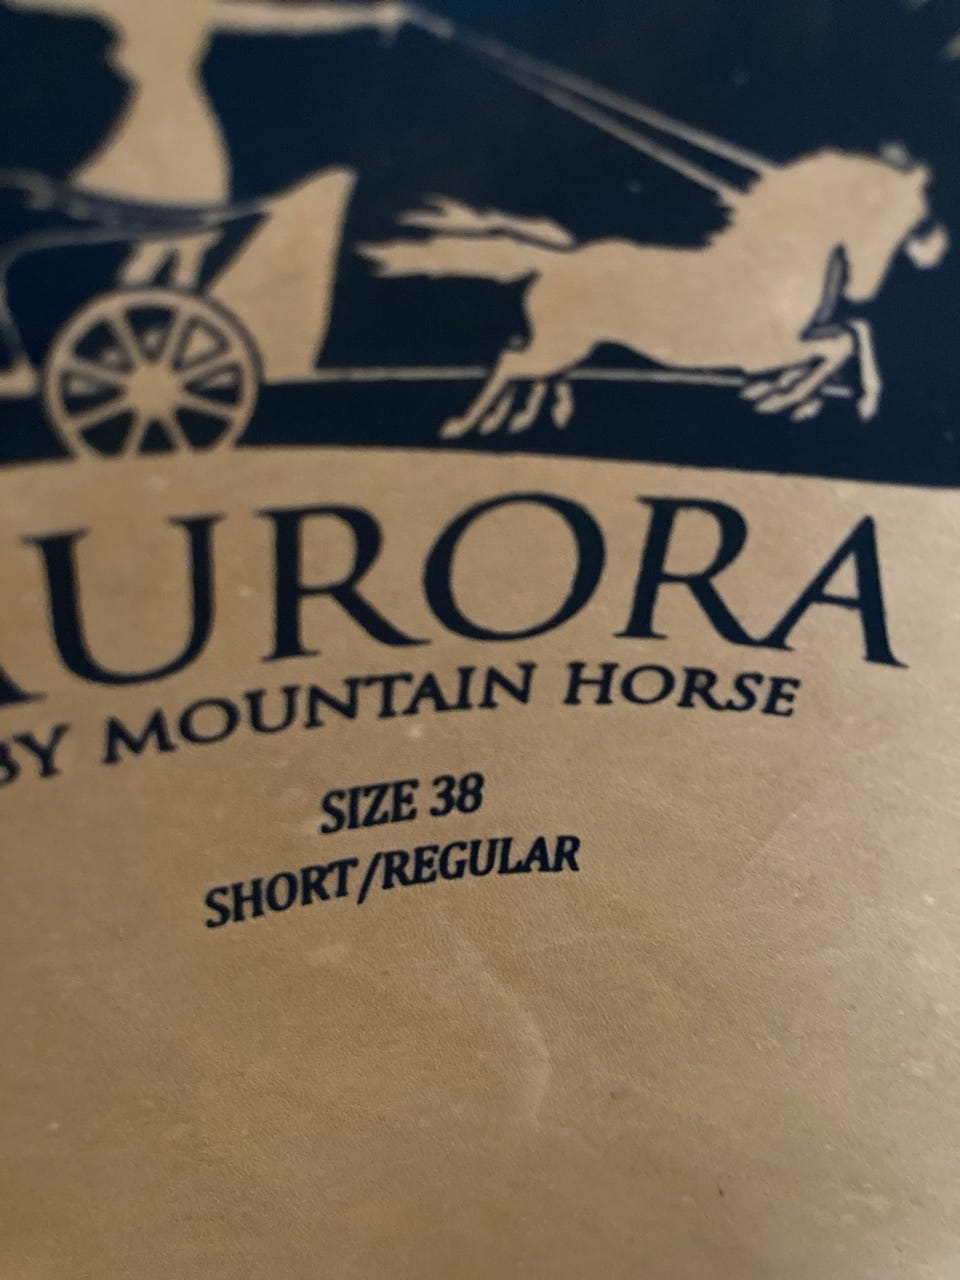 AURORA
BY MOUNTAIN HORSE
SIZE 38
SHORT/REGULAR